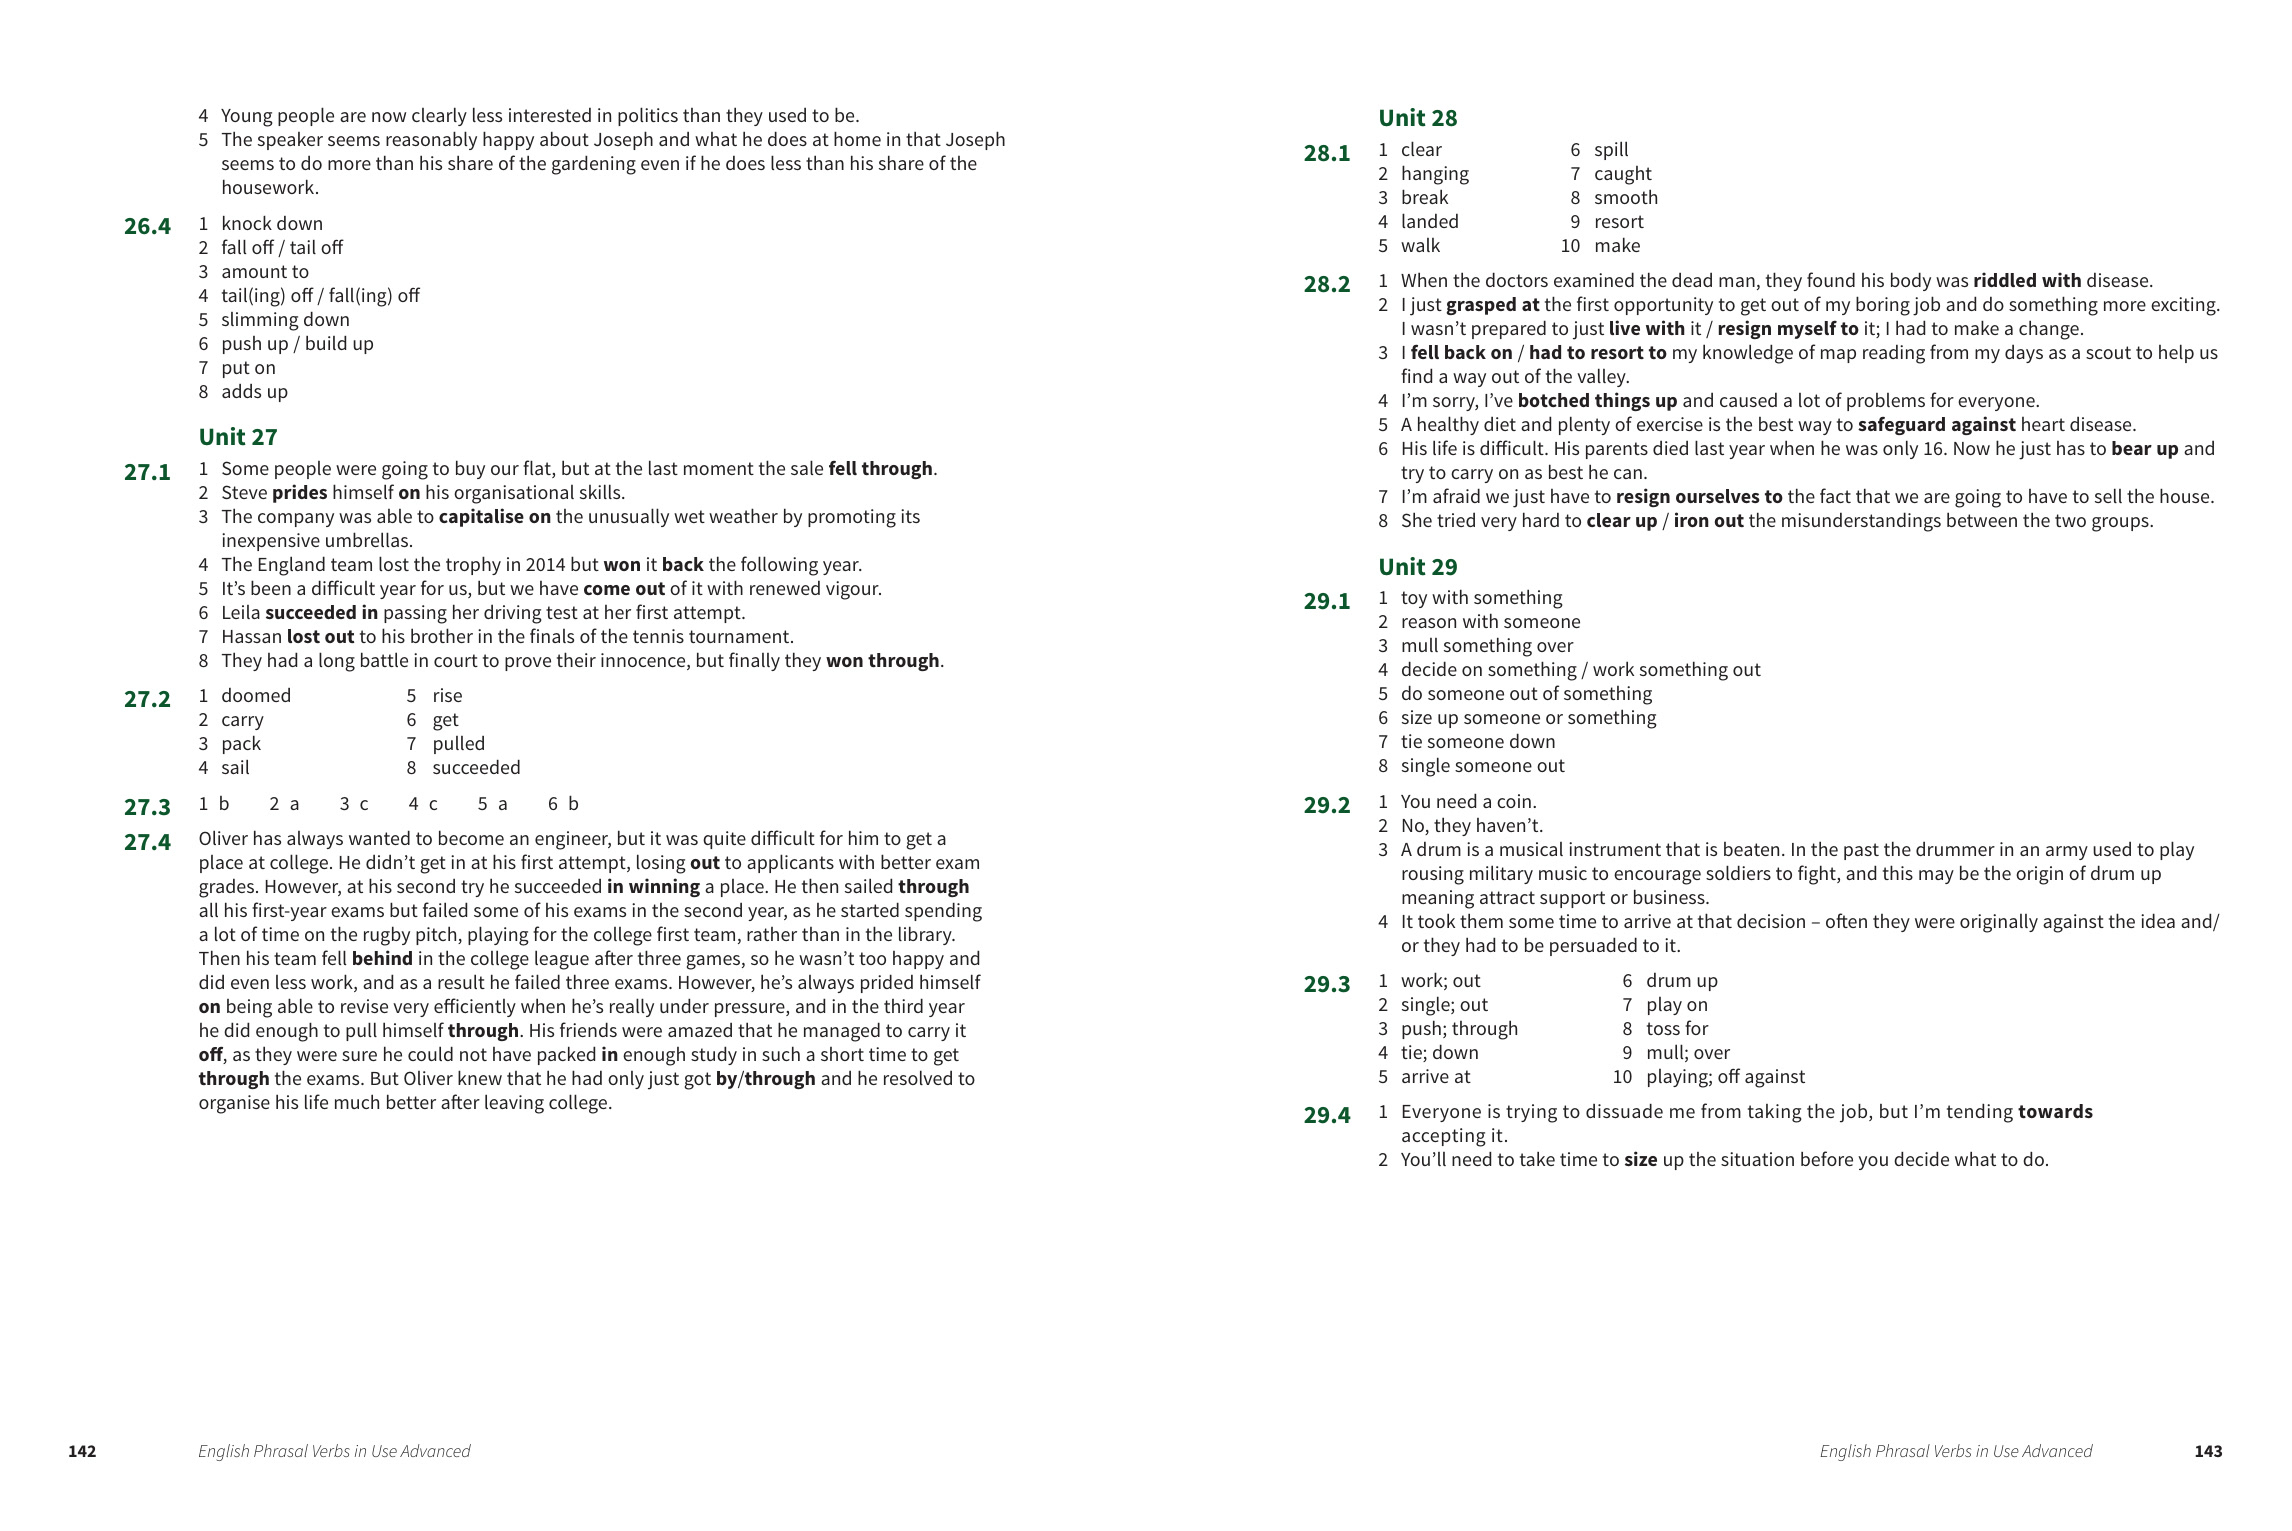 4 Young people are now clearly less interested in politics than they used to be.
5 The speaker seems reasonably happy about Joseph and what he does at home in that Joseph
seems to do more than his share of the gardening even if he does less than his share of the
housework.
26.4 1 knock down
2 fall off / tail off
3 amount to
4 tail(ing) off / fall(ing) off
5 slimming down
6 push up / build up
7 put on
8 adds up
Unit 27
27.1 1 Some people were going to buy our flat, but at the last moment the sale fell through.
2 Steve prides himself on his organisational skills.
3 The company was able to capitalise on the unusually wet weather by promoting its
inexpensive umbrellas.
4 The England team lost the trophy in 2014 but won it back the following year.
5 It’s been a difficult year for us, but we have come out of it with renewed vigour.
6 Leila succeeded in passing her driving test at her first attempt.
7 Hassan lost out to his brother in the finals of the tennis tournament.
8 They had a long battle in court to prove their innocence, but finally they won through.
27.2 1 doomed 5 rise
2 carry 6 get
3 pack 7 pulled
4 sail 8 succeeded
27.3 1 b 2 a 3 c 4 c 5 a 6 b
27.4 Oliver has always wanted to become an engineer, but it was quite difficult for him to get a
place at college. He didn’t get in at his first attempt, losing out to applicants with better exam
grades. However, at his second try he succeeded in winning a place. He then sailed through
all his first-year exams but failed some of his exams in the second year, as he started spending
a lot of time on the rugby pitch, playing for the college first team, rather than in the library.
Then his team fell behind in the college league after three games, so he wasn’t too happy and
did even less work, and as a result he failed three exams. However, he’s always prided himself
on being able to revise very efficiently when he’s really under pressure, and in the third year
he did enough to pull himself through. His friends were amazed that he managed to carry it
off, as they were sure he could not have packed in enough study in such a short time to get
through the exams. But Oliver knew that he had only just got by/through and he resolved to
organise his life much better after leaving college.
142 English Phrasal Verbs in Use Advanced
Unit 28
28.1 1 clear 6 spill
2 hanging 7 caught
3 break 8 smooth
4 landed 9 resort
5 walk 10 make
28.2 1 When the doctors examined the dead man, they found his body was riddled with disease.
2 I just grasped at the first opportunity to get out of my boring job and do something more exciting.
I wasn’t prepared to just live with it / resign myself to it; I had to make a change.
3 I fell back on / had to resort to my knowledge of map reading from my days as a scout to help us
find a way out of the valley.
4 I’m sorry, I’ve botched things up and caused a lot of problems for everyone.
5 A healthy diet and plenty of exercise is the best way to safeguard against heart disease.
6 His life is difficult. His parents died last year when he was only 16. Now he just has to bear up and
try to carry on as best he can.
7 I’m afraid we just have to resign ourselves to the fact that we are going to have to sell the house.
8 She tried very hard to clear up / iron out the misunderstandings between the two groups.
Unit 29
29.1 1 toy with something
2 reason with someone
3 mull something over
4 decide on something / work something out
5 do someone out of something
6 size up someone or something
7 tie someone down
8 single someone out
29.2 1 You need a coin.
2 No, they haven’t.
3 A drum is a musical instrument that is beaten. In the past the drummer in an army used to play
rousing military music to encourage soldiers to fight, and this may be the origin of drum up
meaning attract support or business.
4 It took them some time to arrive at that decision – often they were originally against the idea and/
or they had to be persuaded to it.
29.3 1 work; out 6 drum up
2 single; out 7 play on
3 push; through 8 toss for
4 tie; down 9 mull; over
5 arrive at 10 playing; off against
29.4 1 Everyone is trying to dissuade me from taking the job, but I’m tending towards
accepting it.
2 You’ll need to take time to size up the situation before you decide what to do.
English Phrasal Verbs in Use Advanced 143